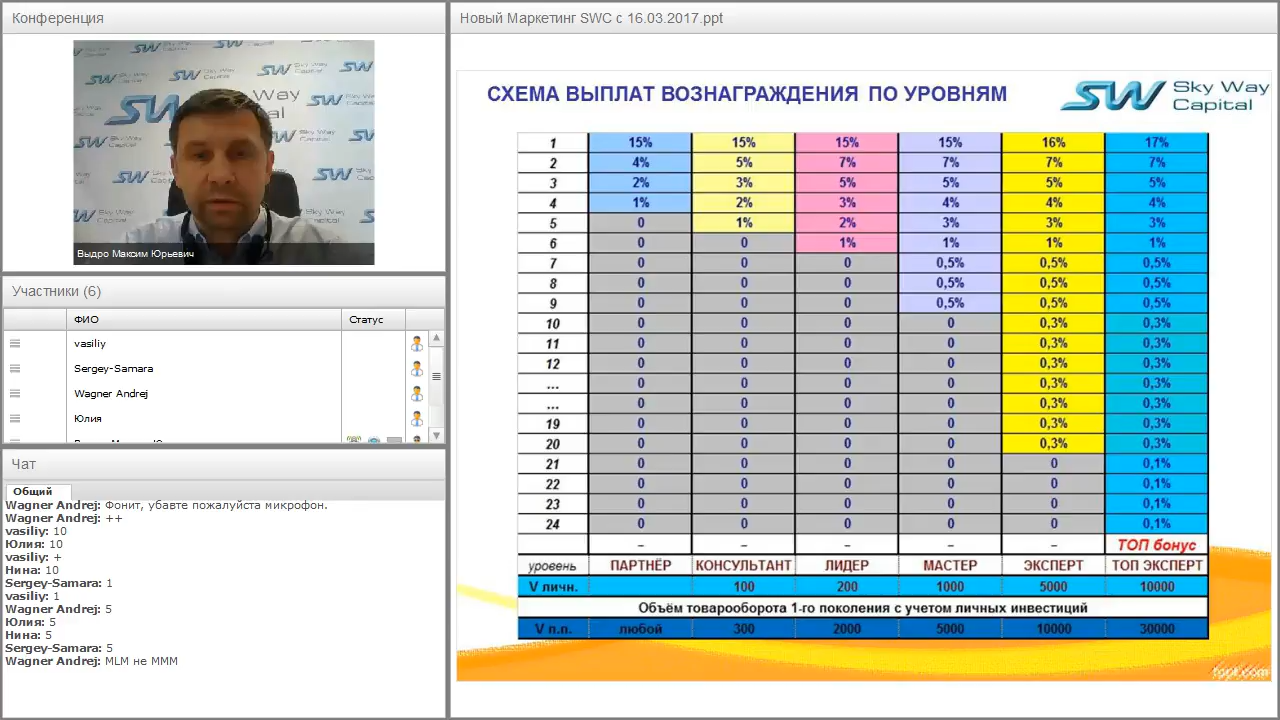 Конференция
SW Sky Way Capital
Выдро Максим Юрьевич
Участники (6)
ФИО Статус
vasiliy
Sergey-Samara
Wagner Andrej
Юлия
Чат
Общий
Wagner Andrej: Фонит, убавте пожалуйста микрофон.
Wagner Andrej: ++
vasiliy: 10
Юлия: 10
vasiliy: +
Нина: 10
Sergey-Samara: 1
vasiliy: 1
Wagner Andrej: 5
Юлия: 5
Нина: 5
Sergey-Samara: 5
Wagner Andrej: MLM не МММ
Новый Маркетинг SWC с 16.03.2017.ppt
СХЕМА ВЫПЛАТ ВОЗНАГРАЖДЕНИЯ ПО УРОВНЯМ
SW Sky Way Capital
1 15% 15% 15% 15% 16% 17%
2 4% 5% 7% 7% 7% 7%
3 2% 3% 5% 5% 5% 5%
4 1% 2% 3% 4% 4% 4%
5 0 1% 2% 3% 3% 3%
6 0 0 1% 1% 1% 1%
7 0 0 0 0,5% 0,5% 0,5%
8 0 0 0 0,5% 0,5% 0,5%
9 0 0 0 0,5% 0,5% 0,5%
10 0 0 0 0 0,3% 0,3%
11 0 0 0 0 0,3% 0,3%
12 0 0 0 0 0,3% 0,3%
... 0 0 0 0 0,3% 0,3%
... 0 0 0 0 0,3% 0,3%
19 0 0 0 0 0,3% 0,3%
20 0 0 0 0 0,3% 0,3%
21 0 0 0 0 0 0,1%
22 0 0 0 0 0 0,1%
23 0 0 0 0 0 0,1%
24 0 0 0 0 0 0,1%
– – – – – ТОП бонус
уровень ПАРТНЁР КОНСУЛЬТАНТ ЛИДЕР МАСТЕР ЭКСПЕРТ ТОП ЭКСПЕРТ
V личн. 100 200 1000 5000 10000
Объём товарооборота 1-го поколения с учетом личных инвестиций
V п.п. любой 300 2000 5000 10000 30000